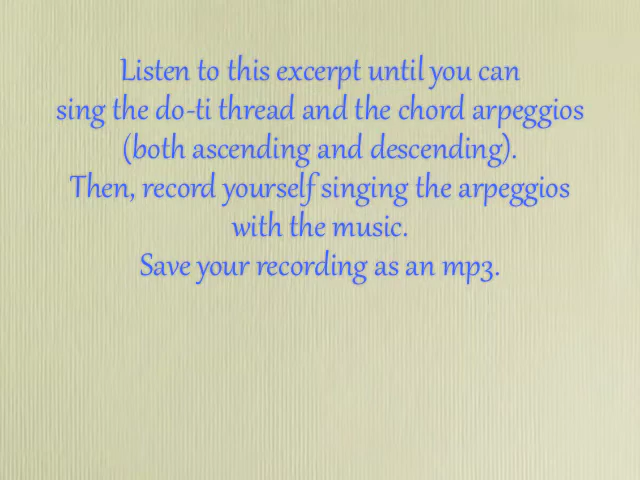 Listen to this excerpt until you can
sing the do-ti thread and the chord arpeggios
(both ascending and descending).
Then, record yourself singing the arpeggios
with the music.
Save your recording as an mp3.